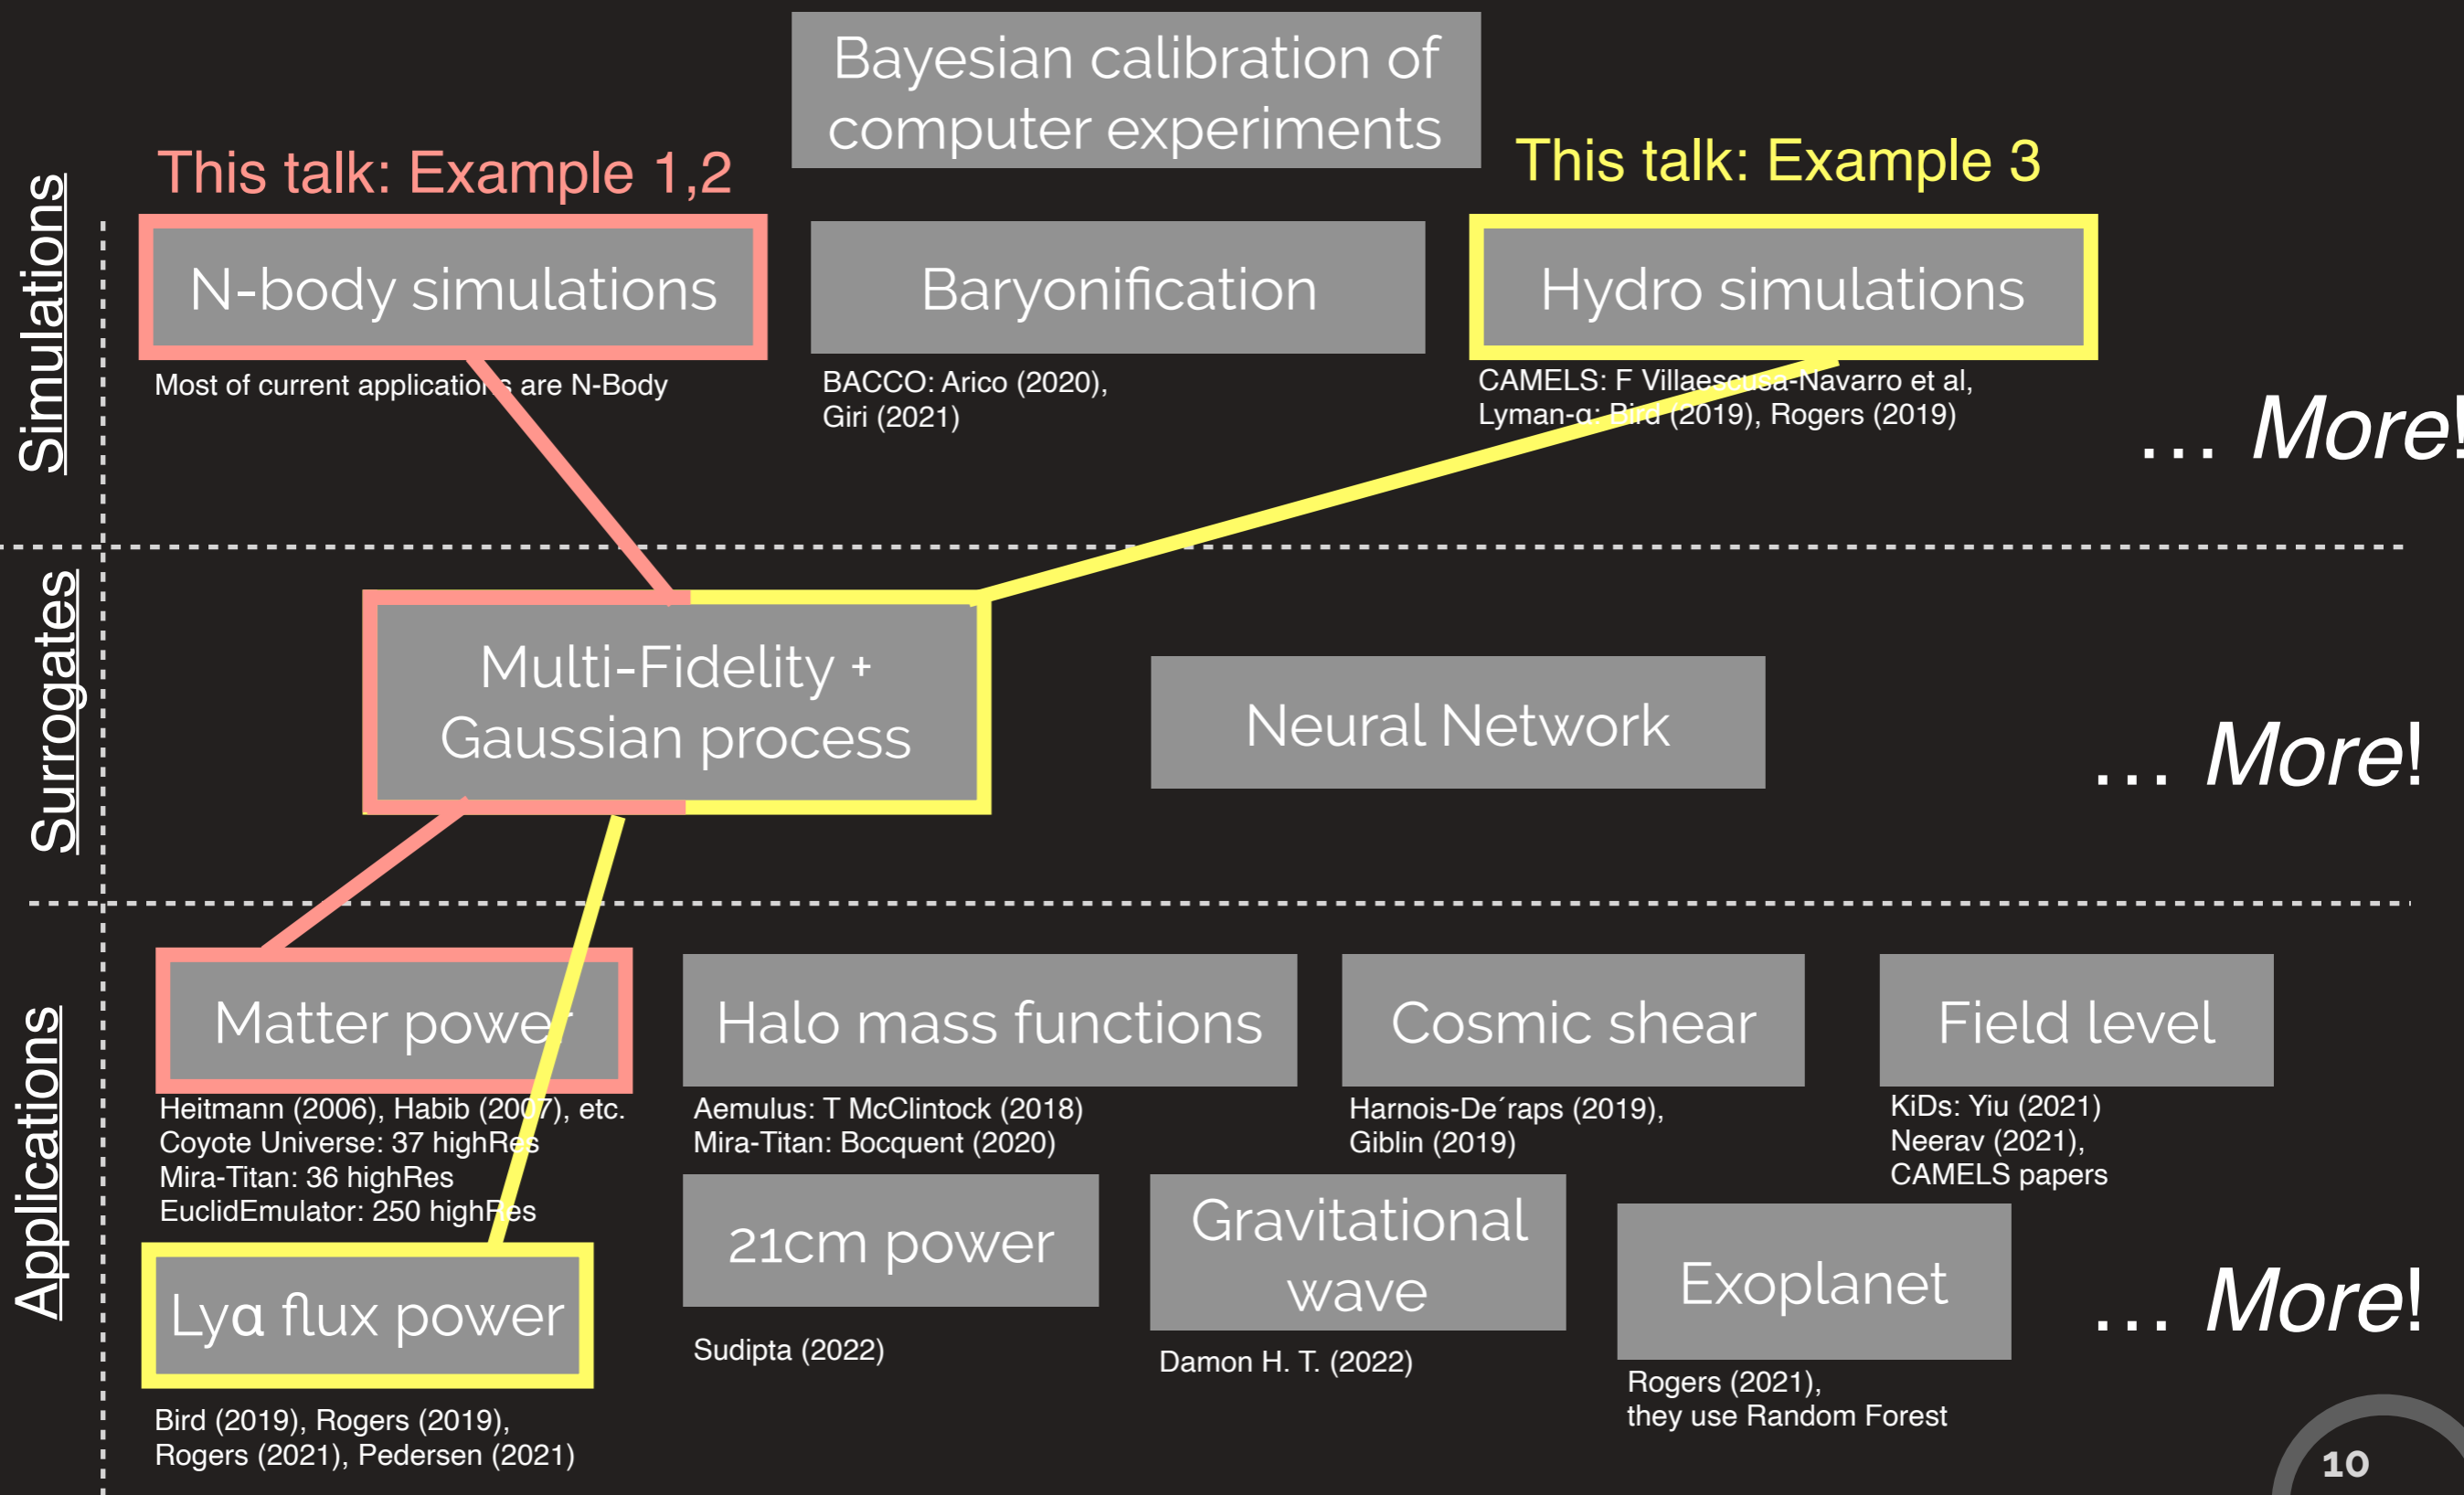 Bayesian calibration of
computer experiments
This talk: Example 1,2
This talk: Example 3
Simulations
N-body simulations
Most of current applications are N-Body
Baryonification
BACCO: Arico (2020),
Giri (2021)
Hydro simulations
CAMELS: F Villaescusa-Navarro et al,
Lyman-α: Bird (2019), Rogers (2019)
... More!
Surrogates
Multi-Fidelity +
Gaussian process
Neural Network
... More!
Applications
Matter power
Heitmann (2006), Habib (2007), etc.
Coyote Universe: 37 highRes
Mira-Titan: 36 highRes
EuclidEmulator: 250 highRes
Halo mass functions
Aemulus: T McClintock (2018)
Mira-Titan: Bocquent (2020)
Cosmic shear
Harnois-De´raps (2019),
Giblin (2019)
Field level
KiDs: Yiu (2021)
Neerav (2021),
CAMELS papers
Lyα flux power
Bird (2019), Rogers (2019),
Rogers (2021), Pedersen (2021)
21cm power
Sudipta (2022)
Gravitational
wave
Damon H. T. (2022)
Exoplanet
Rogers (2021),
they use Random Forest
... More!
10